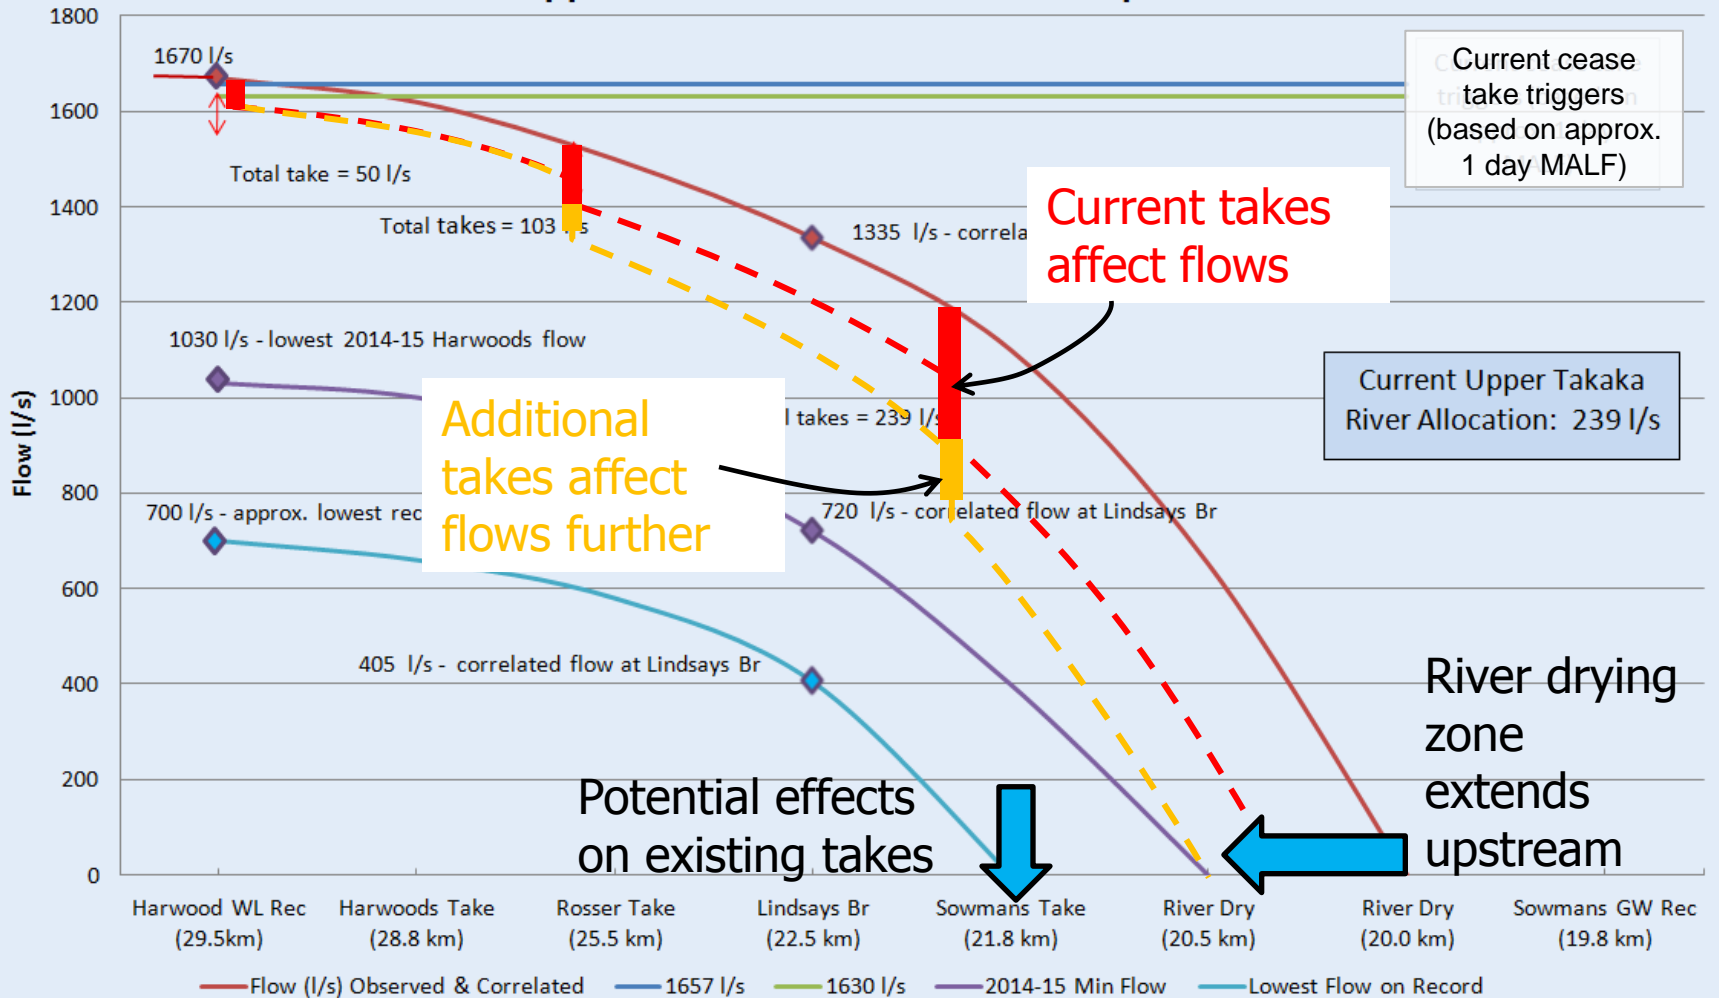 1800
1600
1400
1200
1000
800
600
400
200
0
Flow (l/s)
1670 l/s
Current cease
take triggers
(based on approx.
1 day MALF)
Total take = 50 l/s
Total takes = 103 l/s
1335 l/s -
Current takes
affect flows
1030 l/s - lowest 2014-15 Harwoods flow
Current Upper Takaka
River Allocation: 239 l/s
takes = 239 l/s
Additional
takes affect
flows further
700 l/s - approx. lowest
720 l/s - correlated flow at Lindsays Br
405 l/s - correlated flow at Lindsays Br
River drying
zone
extends
upstream
Potential effects
on existing takes
Harwood WL Rec
(29.5km)
Harwoods Take
(28.8 km)
Rosser Take
(25.5 km)
Lindsays Br
(22.5 km)
Sowmans Take
(21.8 km)
River Dry
(20.5 km)
River Dry
(20.0 km)
Sowmans GW Rec
(19.8 km)
Flow (l/s) Observed & Correlated
1657 l/s
1630 l/s
2014-15 Min Flow
Lowest Flow on Record